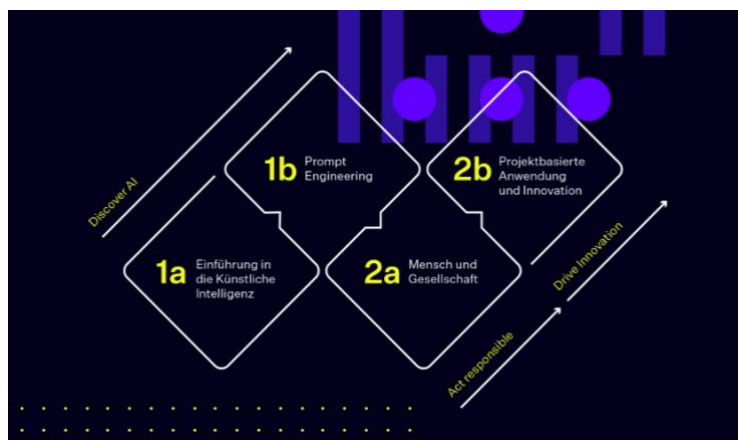 Discover AI
1b
Prompt
Engineering
2b
Projektbasierte
Anwendung
und Innovation
1a
Einführung in
die Künstliche
Intelligenz
2a
Mensch und
Gesellschaft
Drive Innovation
Act responsible